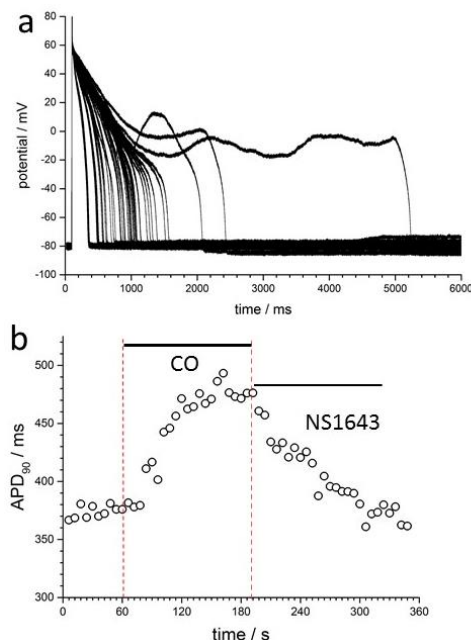 a
80
60
40
20
0
-20
-40
-60
-80
-100
potential / mV
0 1000 2000 3000 4000 5000 6000
time / ms
b
500
450
400
350
300
APD90 / ms
CO
NS1643
0 60 120 180 240 300 360
time / s